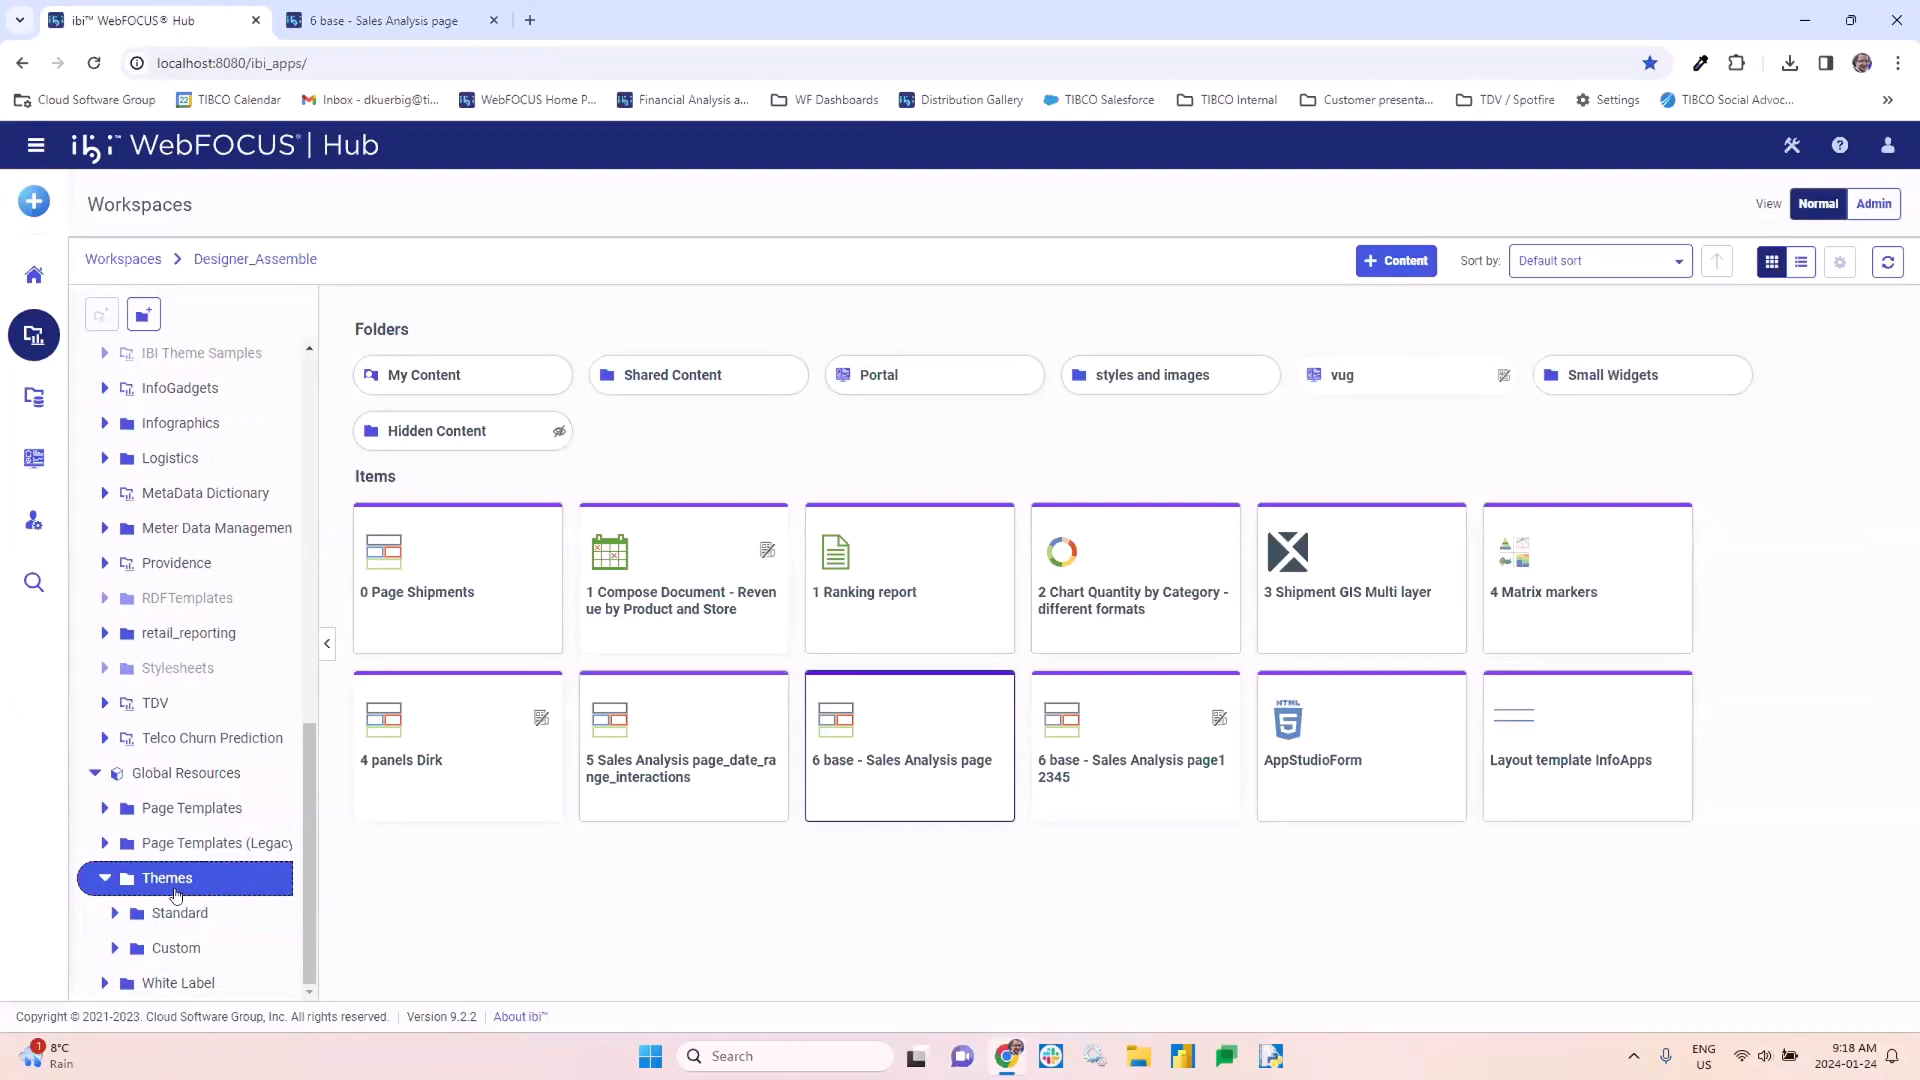 ibi™ WebFOCUS® Hub
6 base - Sales Analysis page
localhost:8080/ibi_apps/
Cloud Software Group
TIBCO Calendar
Inbox - dkuerbig@ti...
WebFOCUS Home P...
Financial Analysis a...
WF Dashboards
Distribution Gallery
TIBCO Salesforce
TIBCO Internal
Customer presenta...
TDV / Spotfire
Settings
TIBCO Social Advoc...
ibi™ WebFOCUS® | Hub
Workspaces
View
Normal
Admin
Workspaces
Designer_Assemble
+ Content
Sort by:
Default sort
IBI Theme Samples
InfoGadgets
Infographics
Logistics
MetaData Dictionary
Meter Data Managemen
Providence
RDFTemplates
retail_reporting
Stylesheets
TDV
Telco Churn Prediction
Global Resources
Page Templates
Page Templates (Legacy
Themes
Standard
Custom
White Label
Folders
My Content
Shared Content
Portal
styles and images
vug
Small Widgets
Hidden Content
Items
0 Page Shipments
1 Compose Document - Reven
ue by Product and Store
1 Ranking report
2 Chart Quantity by Category -
different formats
3 Shipment GIS Multi layer
4 Matrix markers
4 panels Dirk
5 Sales Analysis page_date_ra
nge_interactions
6 base - Sales Analysis page
6 base - Sales Analysis page1
2345
HTML
5
AppStudioForm
Layout template InfoApps
Copyright © 2021-2023. Cloud Software Group, Inc. All rights reserved.
Version 9.2.2
About ibi™
1
8°C
Rain
Search
ENG
US
9:18 AM
2024-01-24